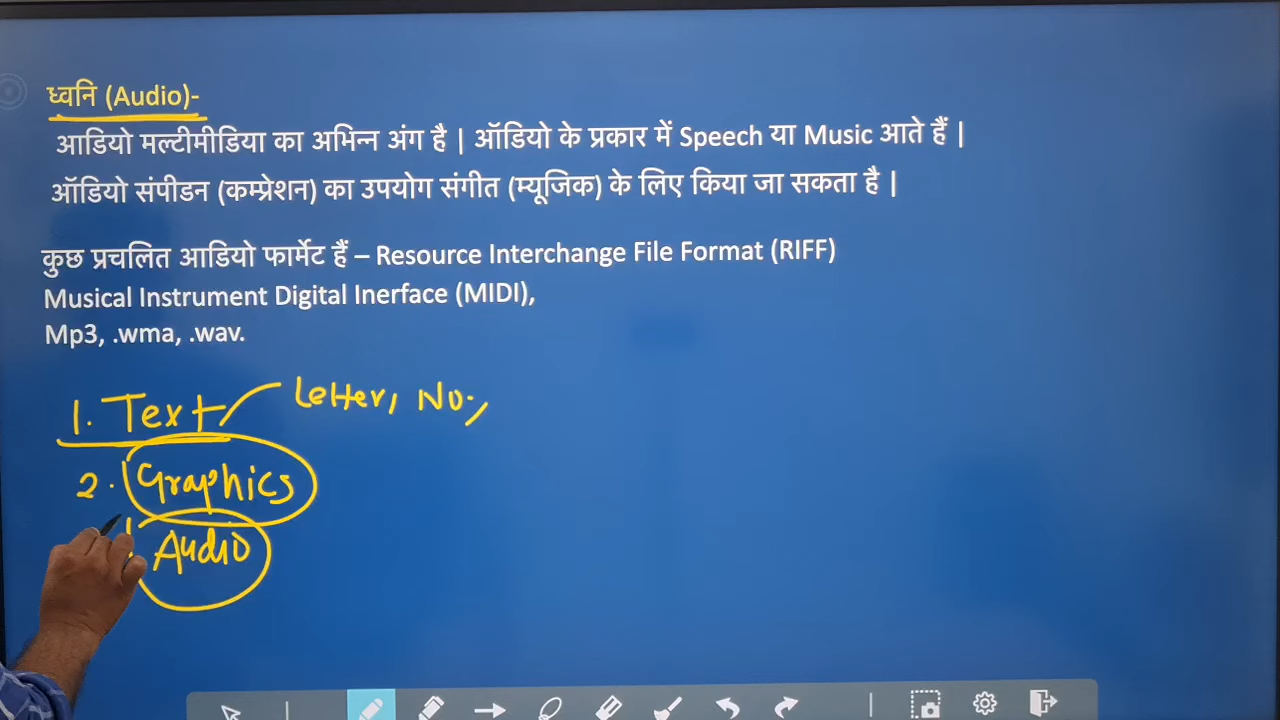 ध्वनि (Audio)-
आडियो मल्टीमीडिया का अभिन्न अंग है | ऑडियो के प्रकार में Speech या Music आते हैं |
ऑडियो संपीडन (कम्प्रेशन) का उपयोग संगीत (म्यूजिक) के लिए किया जा सकता है |
कुछ प्रचलित आडियो फार्मेट हैं – Resource Interchange File Format (RIFF)
Musical Instrument Digital Inerface (MIDI),
Mp3, .wma, .wav.
1. Text Letter, No.,
2. Graphics
Audio